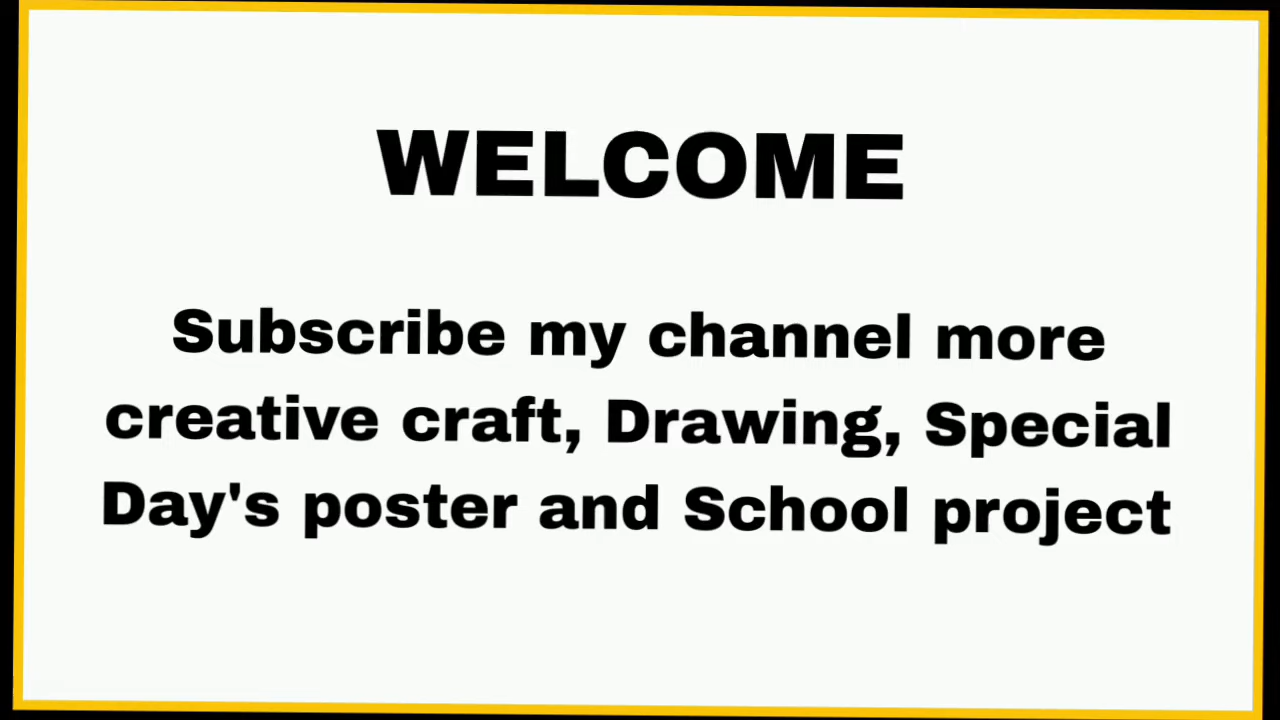 WELCOME
Subscribe my channel more
creative craft, Drawing, Special
Day's poster and School project